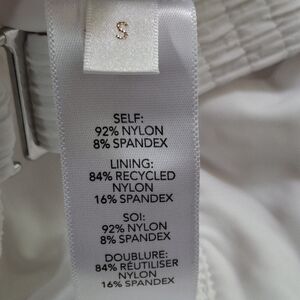 S
SELF:
92% NYLON
8% SPANDEX
LINING:
84% RECYCLED
NYLON
16% SPANDEX
SOI:
92% NYLON
8% SPANDEX
DOUBLURE:
84% RÉUTILISER
NYLON
16% SPANDEX